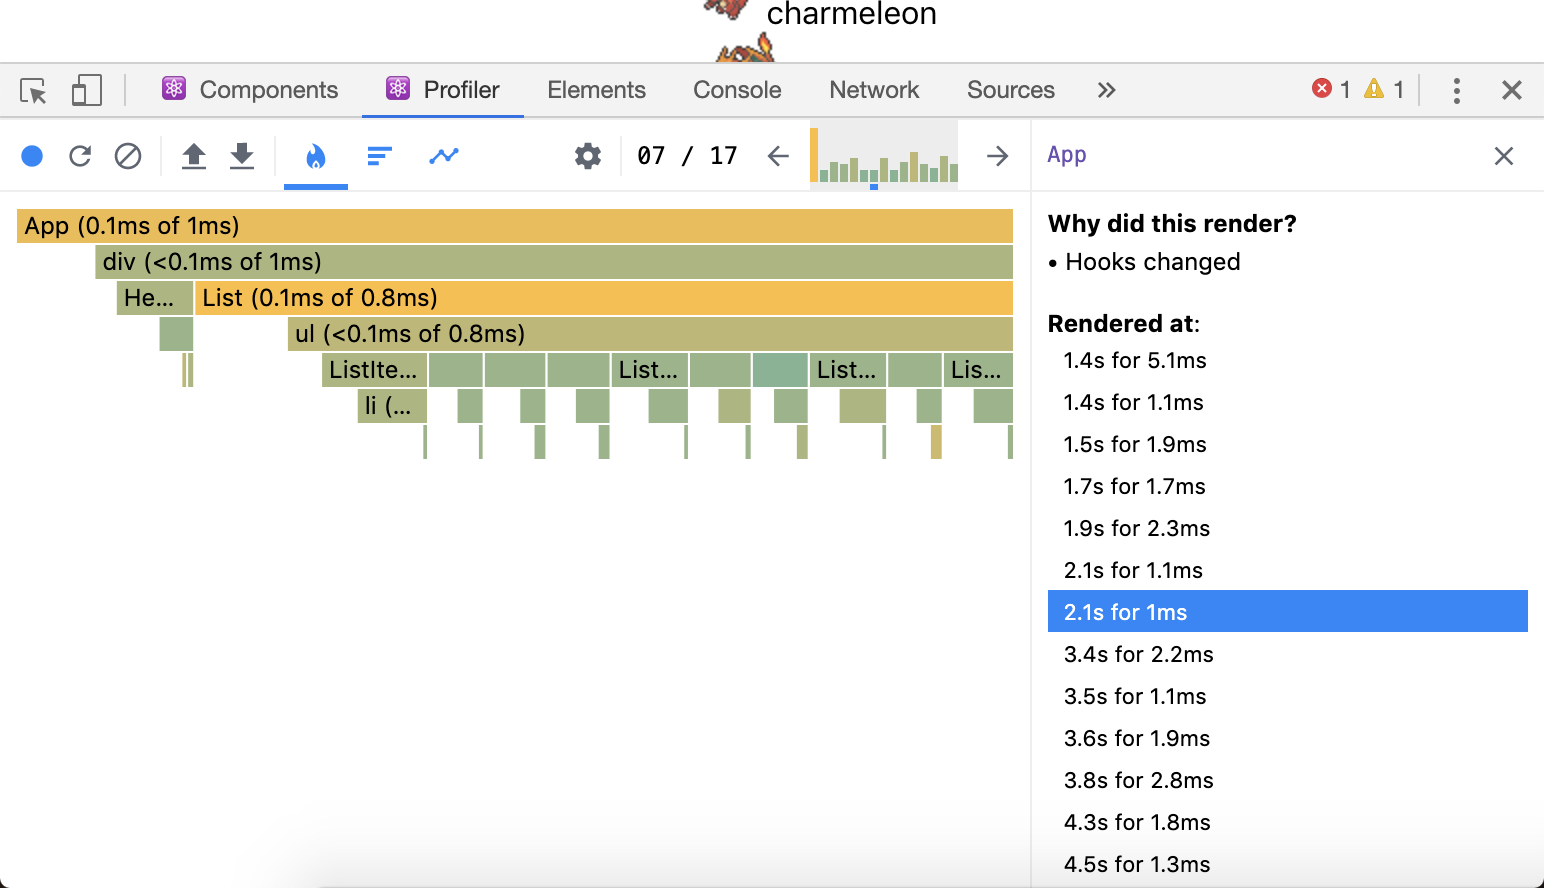 charmeleon
Components Profiler Elements Console Network Sources » 1 1
07 / 17
App
App (0.1ms of 1ms)
div (<0.1ms of 1ms)
He... List (0.1ms of 0.8ms)
ul (<0.1ms of 0.8ms)
ListIte... List... List... Lis...
li (...
Why did this render?
• Hooks changed
Rendered at:
1.4s for 5.1ms
1.4s for 1.1ms
1.5s for 1.9ms
1.7s for 1.7ms
1.9s for 2.3ms
2.1s for 1.1ms
2.1s for 1ms
3.4s for 2.2ms
3.5s for 1.1ms
3.6s for 1.9ms
3.8s for 2.8ms
4.3s for 1.8ms
4.5s for 1.3ms